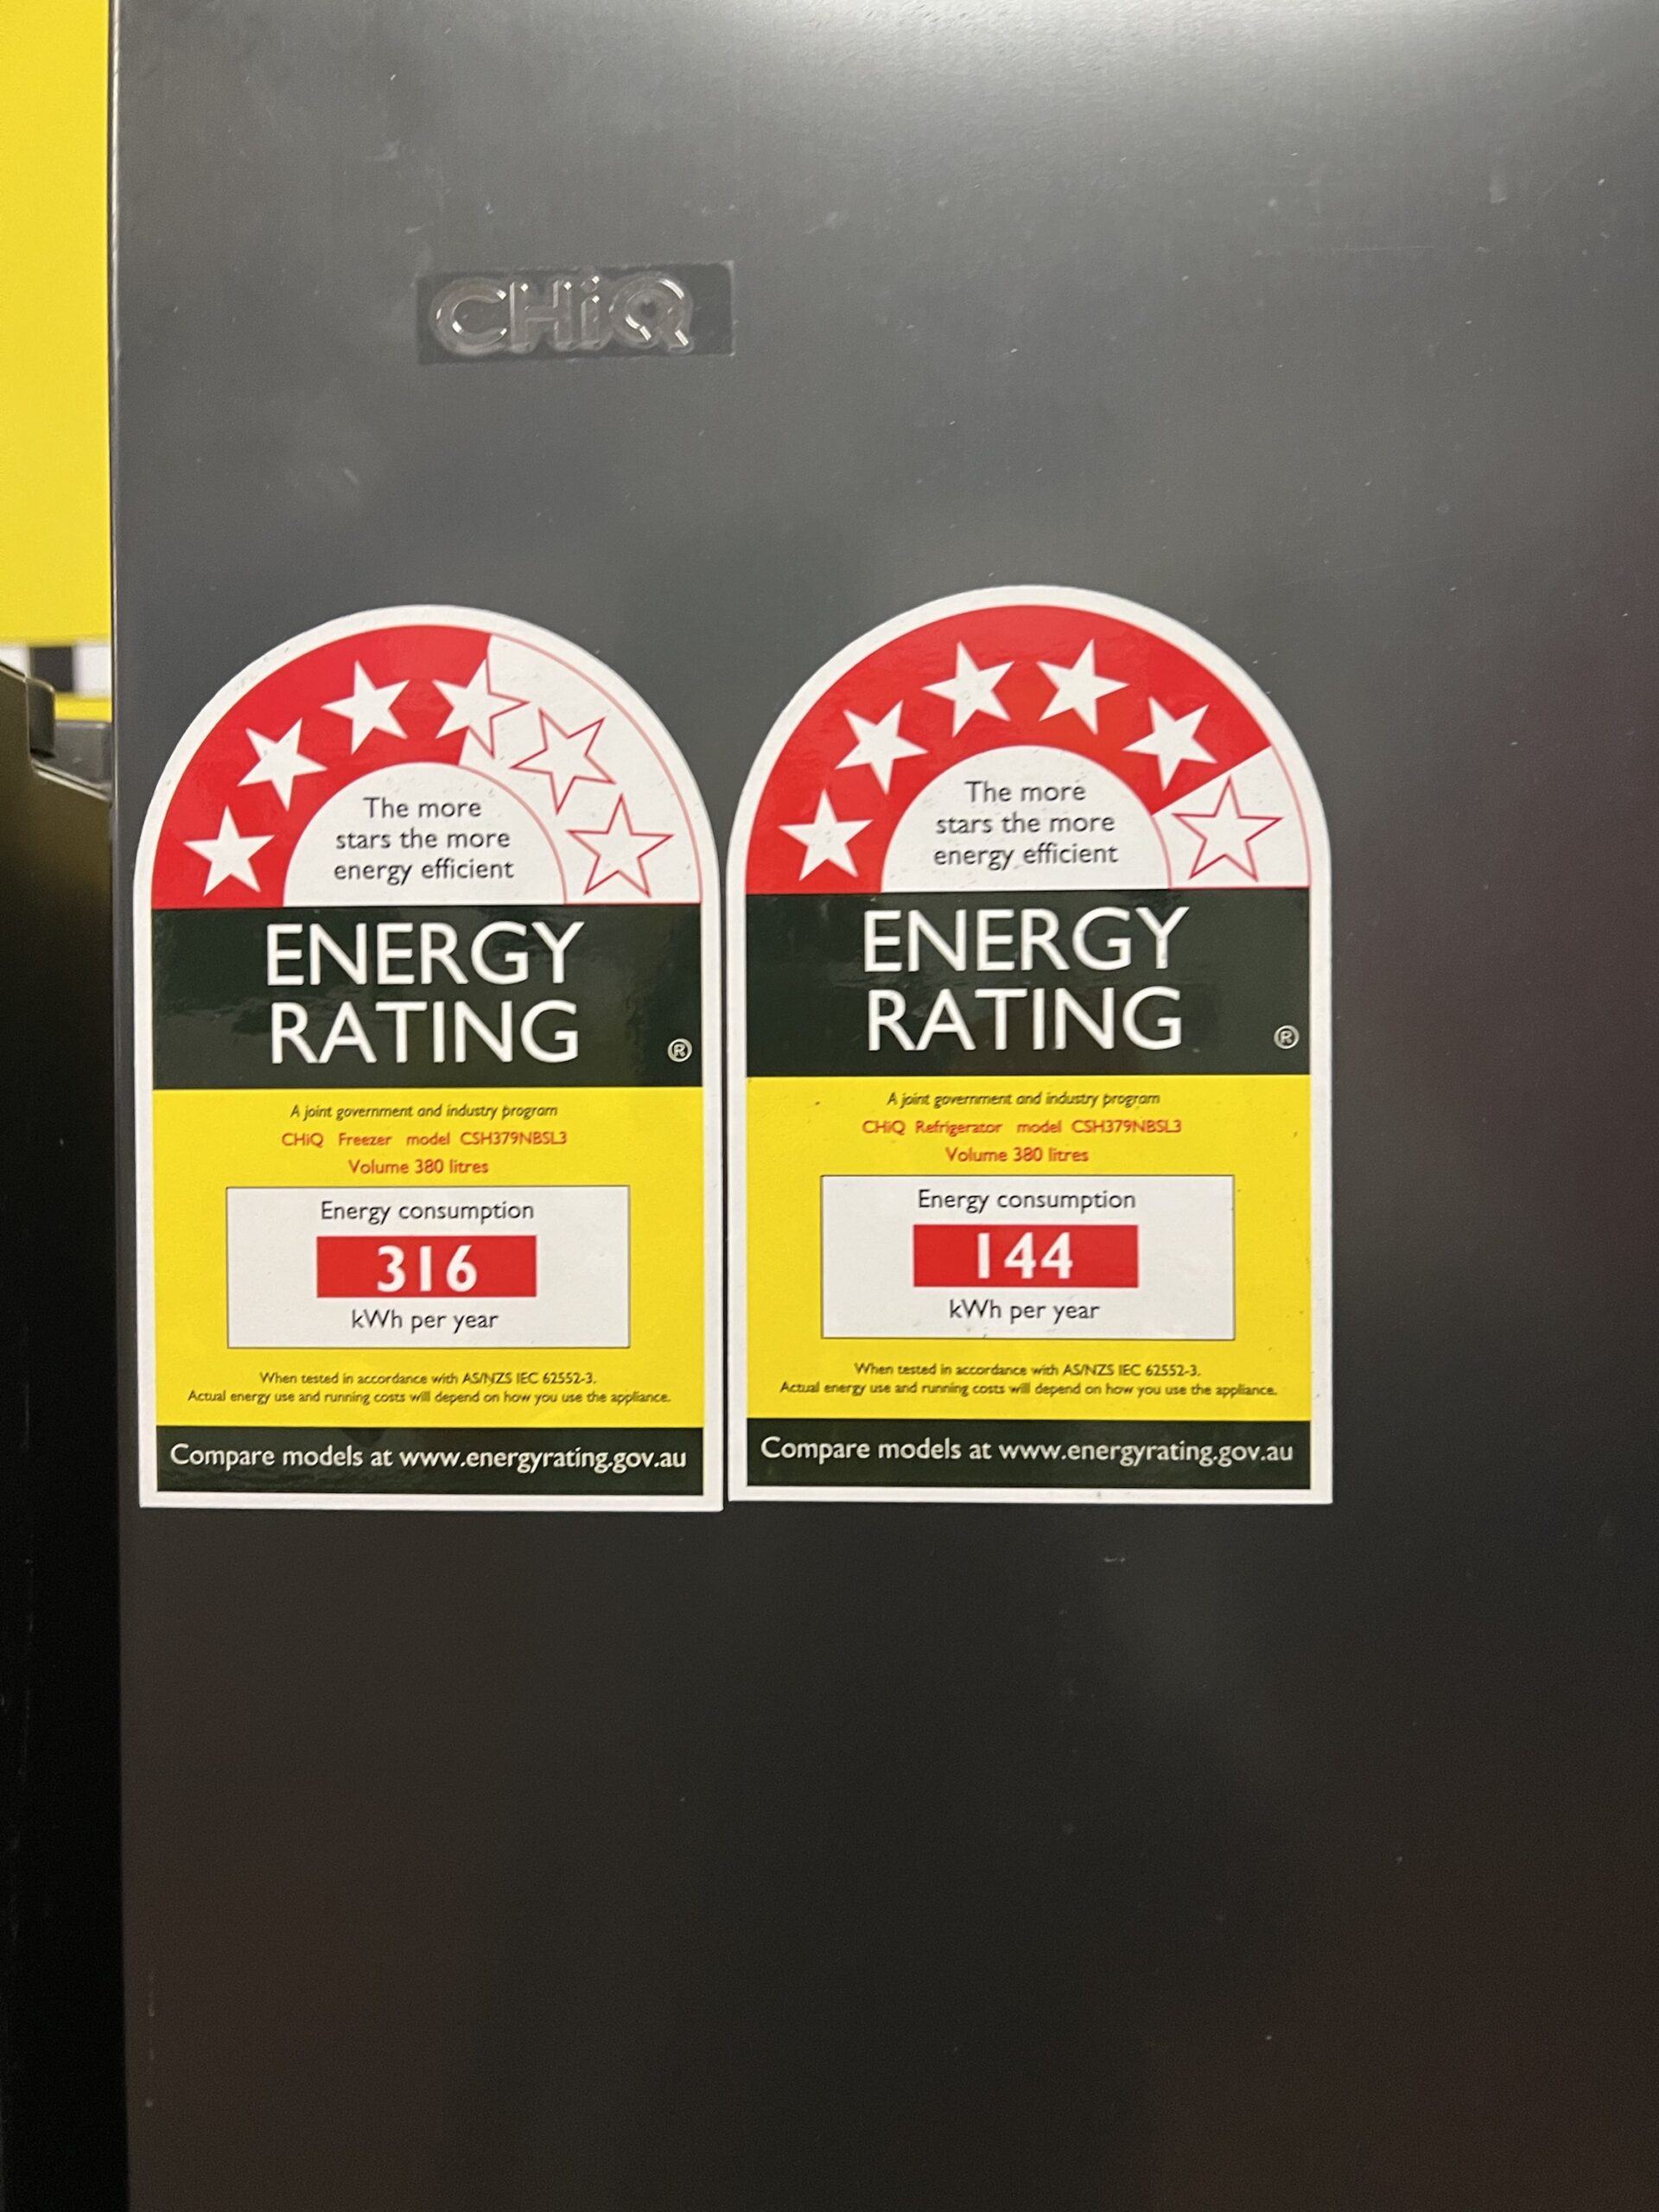 CHiQ
The more
stars the more
energy efficient
ENERGY
RATING
®
A joint government and industry program
CHiQ Freezer model CSH379NBSL3
Volume 380 litres
Energy consumption
316
kWh per year
When tested in accordance with AS/NZS IEC 62552-3.
Actual energy use and running costs will depend on how you use the appliance.
Compare models at www.energyrating.gov.au
The more
stars the more
energy efficient
ENERGY
RATING
®
A joint government and industry program
CHiQ Refrigerator model CSH379NBSL3
Volume 380 litres
Energy consumption
144
kWh per year
When tested in accordance with AS/NZS IEC 62552-3.
Actual energy use and running costs will depend on how you use the appliance.
Compare models at www.energyrating.gov.au